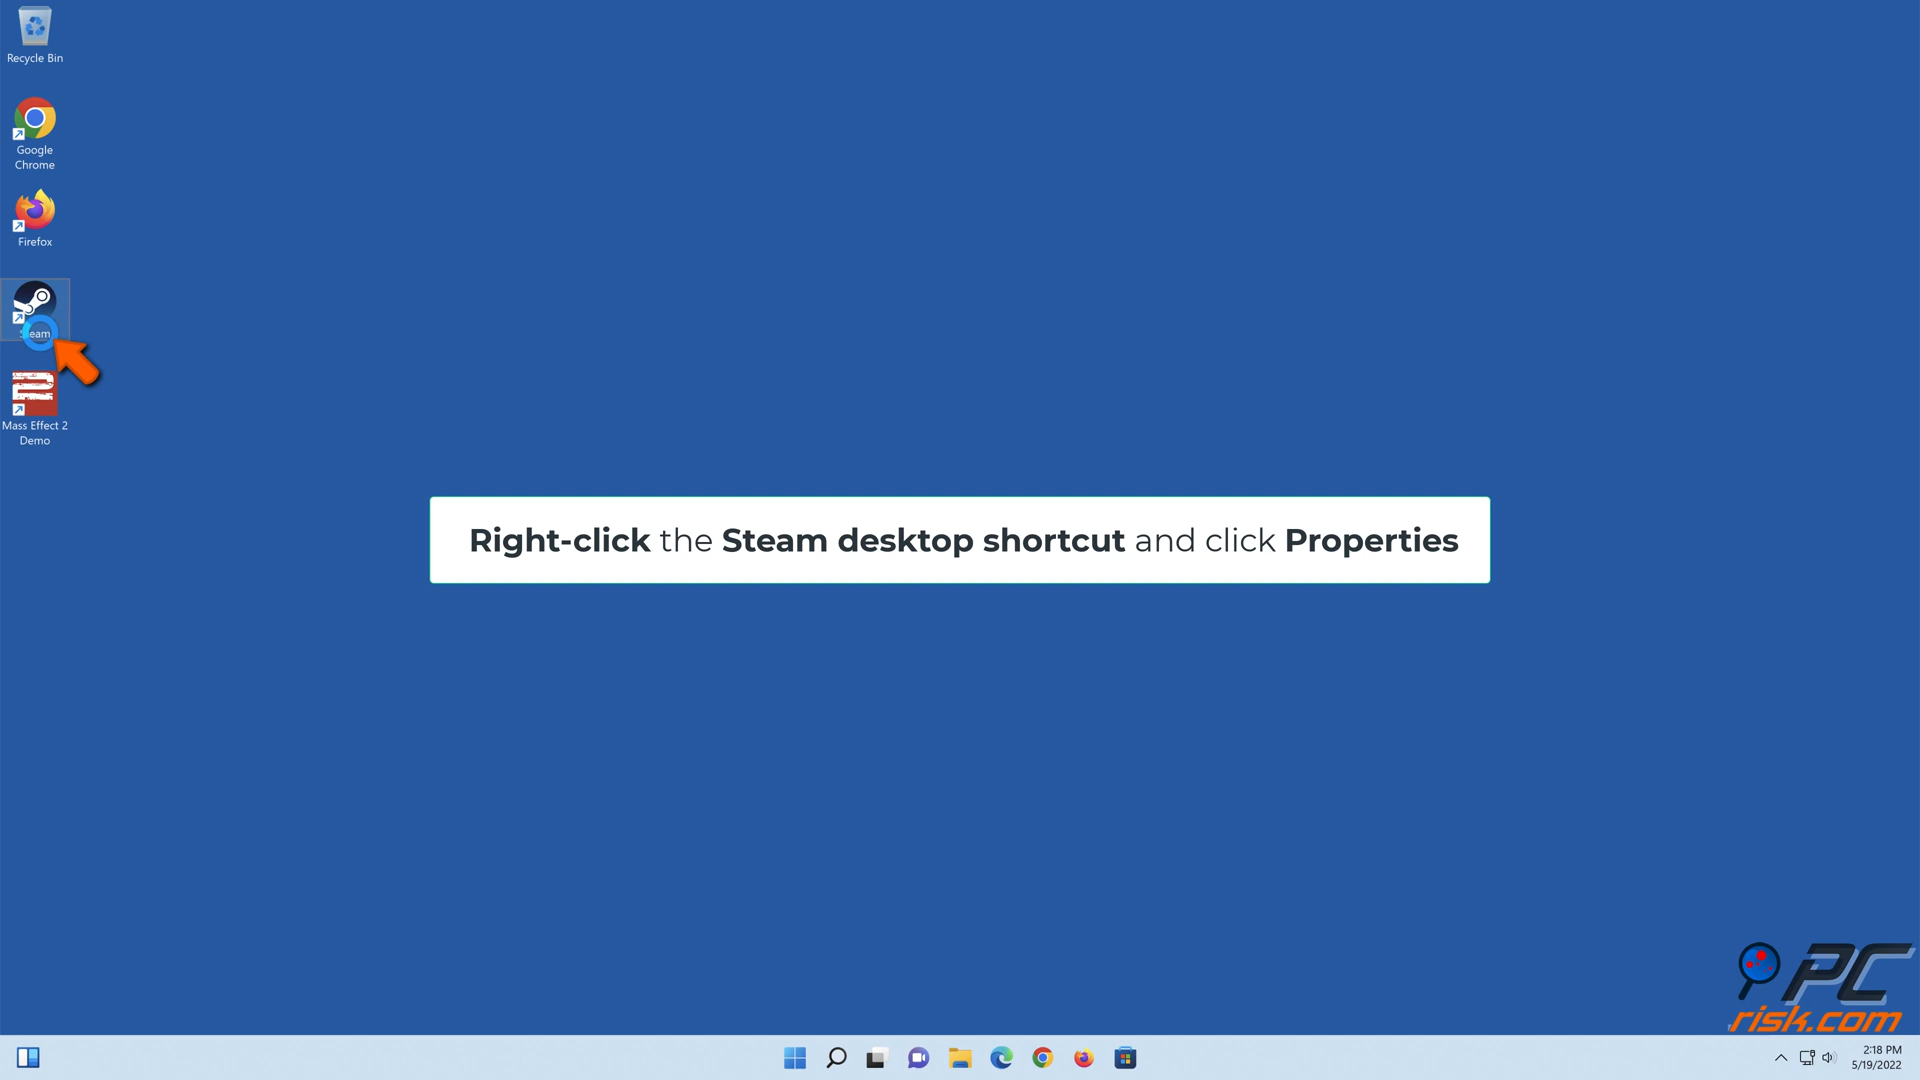 Recycle Bin
Google
Chrome
Firefox
Steam
Mass Effect 2
Demo
Right-click the Steam desktop shortcut and click Properties
PC
risk.com
2:18 PM
5/19/2022